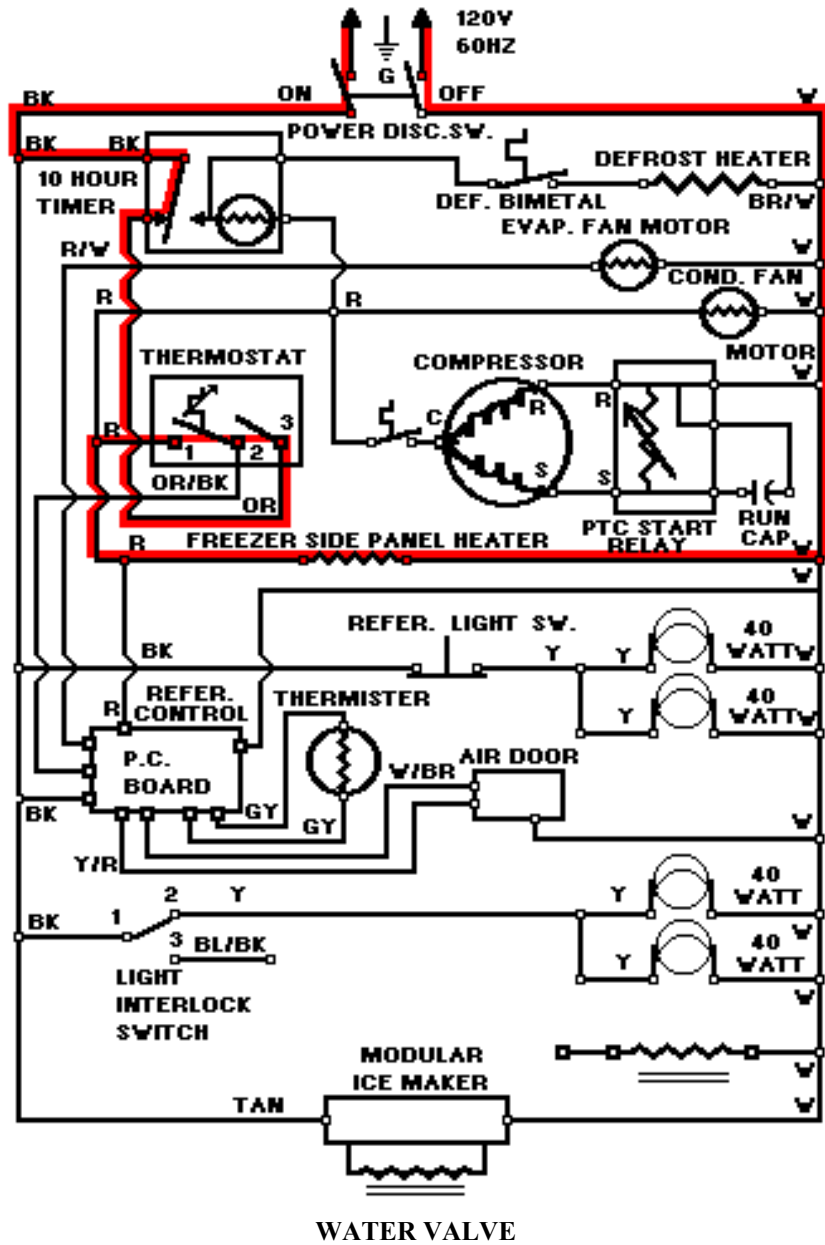 120V
60HZ
G
ON
OFF
BK
W
POWER DISC.SW.
BK
BK
10 HOUR
TIMER
DEFROST HEATER
DEF. BIMETAL
BR/W
EVAP. FAN MOTOR
R/W
W
COND. FAN
R
R
W
MOTOR
THERMOSTAT
COMPRESSOR
W
3
C
R
R
R
1
2
OR/BK
S
S
OR
PTC START
RELAY
RUN
CAP
W
R
FREEZER SIDE PANEL HEATER
W
REFER. LIGHT SW.
40
WATT
W
BK
Y
Y
R
REFER.
CONTROL
THERMISTER
Y
40
WATT
W
P.C.
BOARD
W/BR
AIR DOOR
BK
GY
GY
W
Y/R
2
Y
Y
40
WATT
BK
1
W
3
BL/BK
Y
40
WATT
LIGHT
INTERLOCK
SWITCH
W
MODULAR
ICE MAKER
W
TAN
W
WATER VALVE